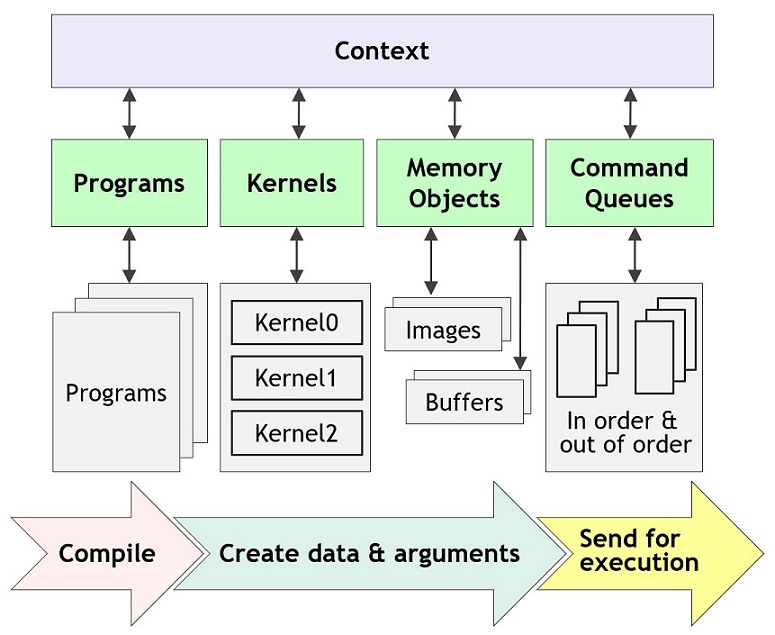 Context
Programs
Kernels
Memory
Objects
Command
Queues
Programs
Kernel0
Kernel1
Kernel2
Images
Buffers
In order &
out of order
Compile
Create data & arguments
Send for
execution